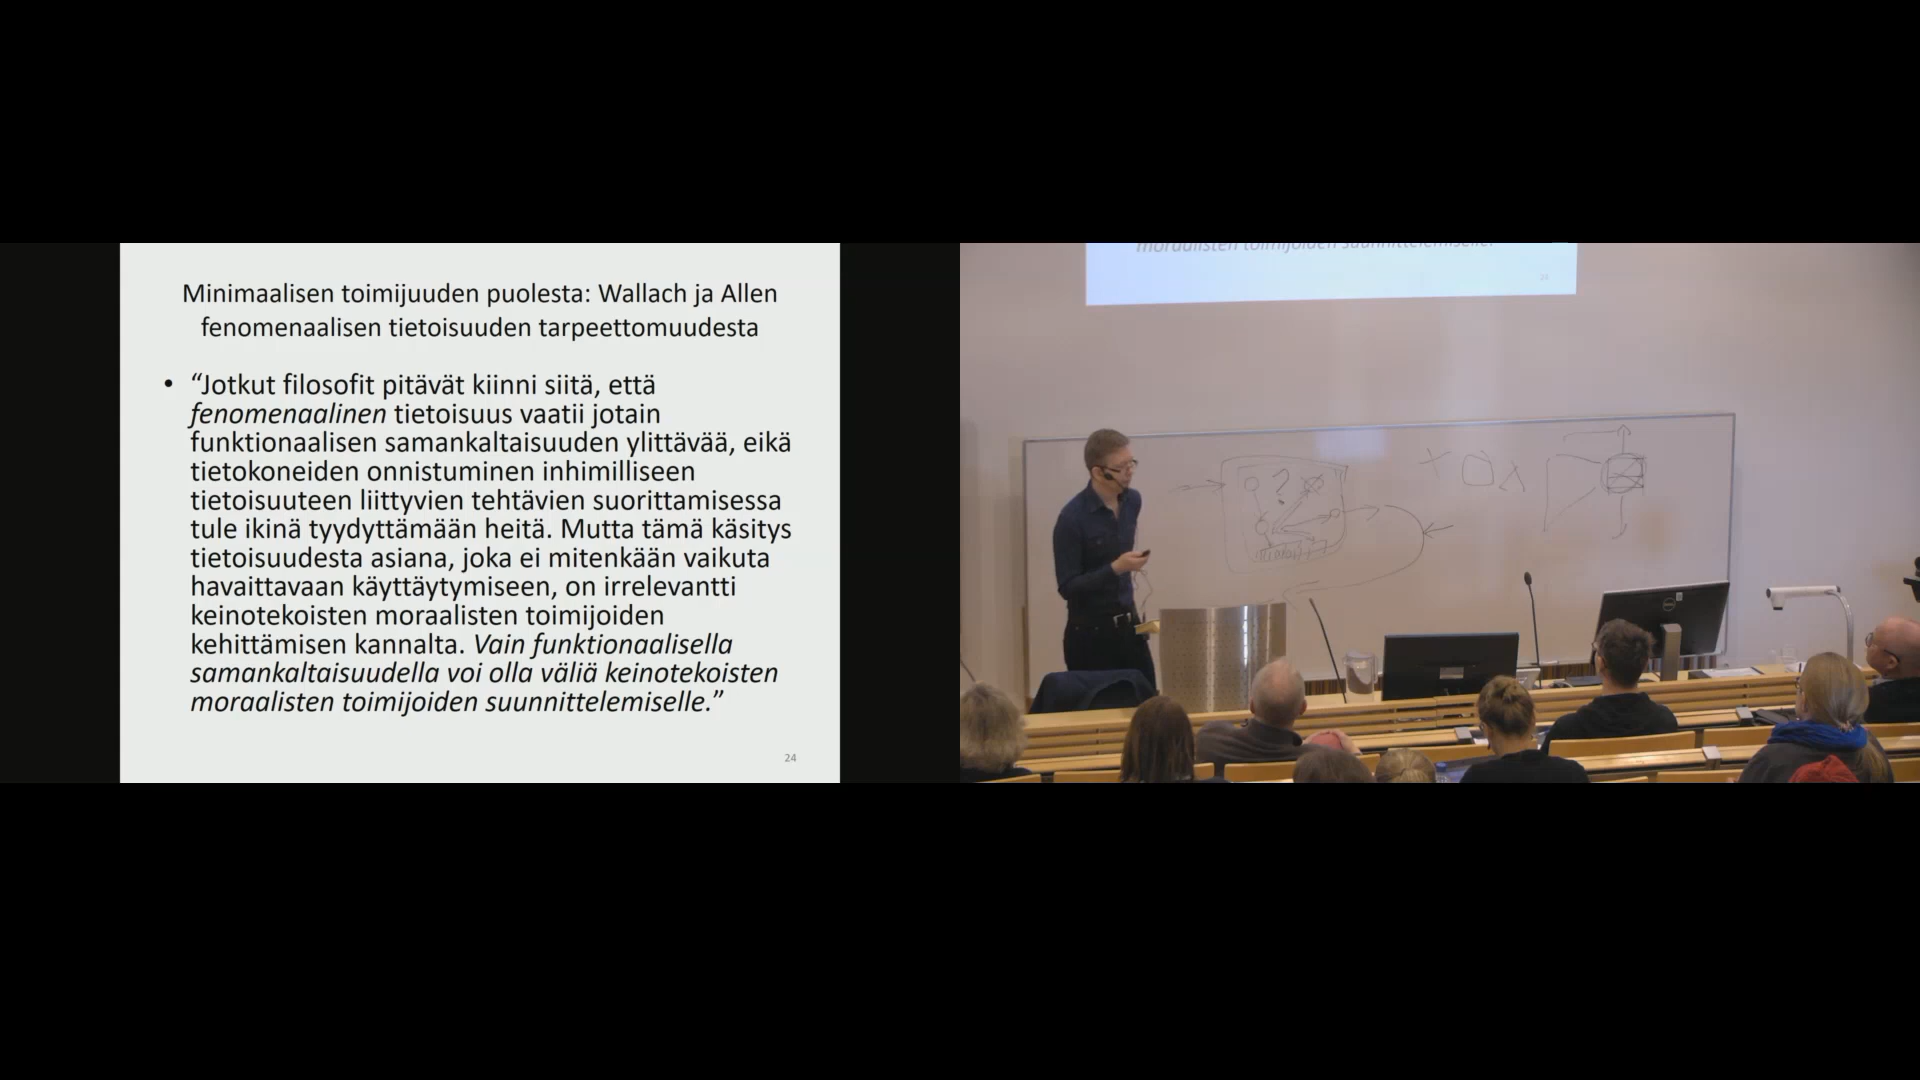 Minimaalisen toimijuuden puolesta: Wallach ja Allen
fenomenaalisen tietoisuuden tarpeettomuudesta
• “Jotkut filosofit pitävät kiinni siitä, että
fenomenaalinen tietoisuus vaatii jotain
funktionaalisen samankaltaisuuden ylittävää, eikä
tietokoneiden onnistuminen inhimilliseen
tietoisuuteen liittyvien tehtävien suorittamisessa
tule ikinä tyydyttämään heitä. Mutta tämä käsitys
tietoisuudesta asiana, joka ei mitenkään vaikuta
havaittavaan käyttäytymiseen, on irrelevantti
keinotekoisten moraalisten toimijoiden
kehittämisen kannalta. Vain funktionaalisella
samankaltaisuudella voi olla väliä keinotekoisten
moraalisten toimijoiden suunnittelemiselle.”
24
moraalisten toimijoiden suunnittelemiselle.”
24
?